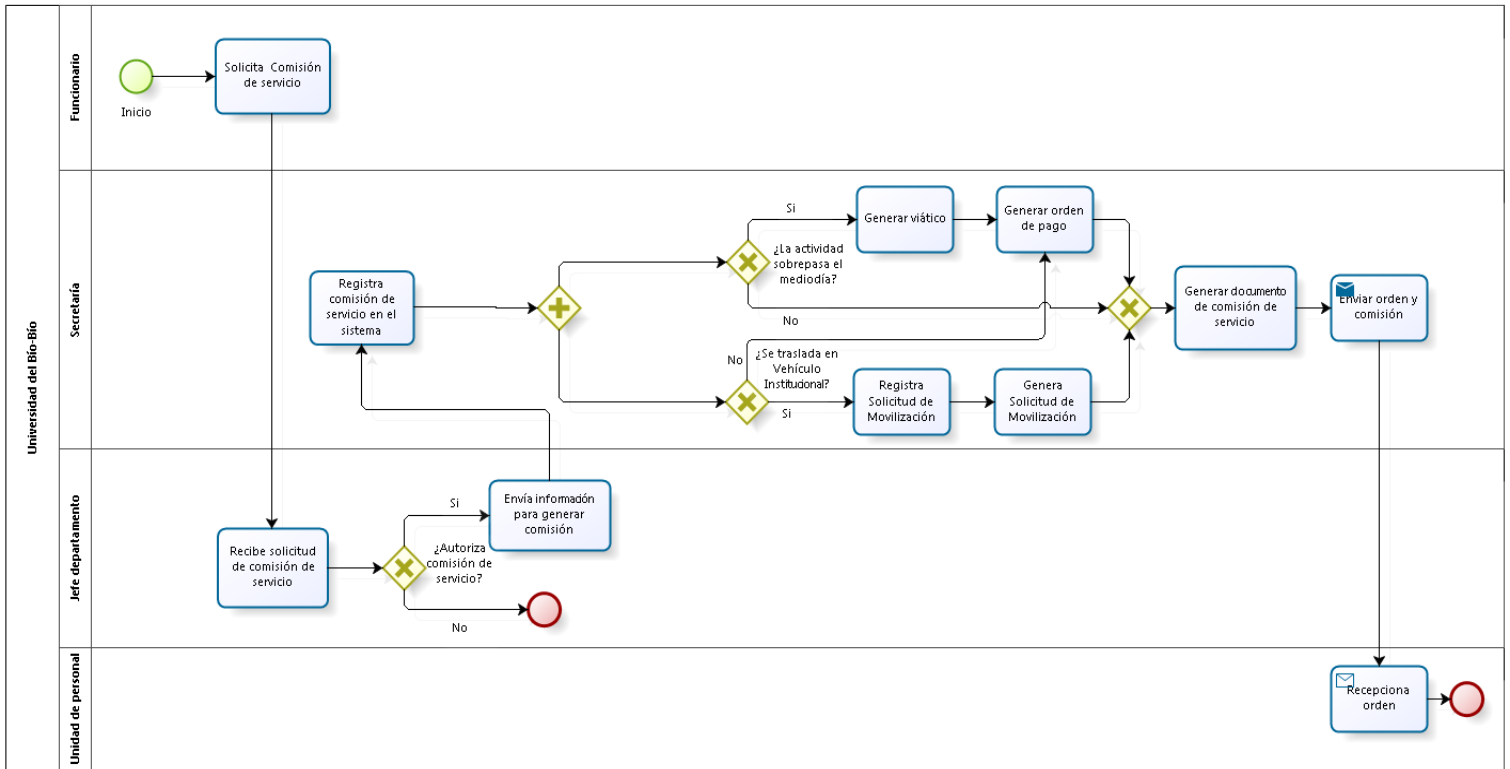 Universidad del Bío-Bío
Funcionario
Inicio
Solicita Comisión
de servicio
Secretaría
Registra
comisión de
servicio en el
sistema
Si
¿La actividad
sobrepasa el
mediodía?
No
Generar viático
Generar orden
de pago
No
¿Se traslada en
Vehículo
Institucional?
Si
Registra
Solicitud de
Movilización
Genera
Solicitud de
Movilización
Generar documento
de comisión de
servicio
Enviar orden y
comisión
Jefe departamento
Recibe solicitud
de comisión de
servicio
Si
¿Autoriza
comisión de
servicio?
No
Envía información
para generar
comisión
Unidad de personal
Recepciona
orden